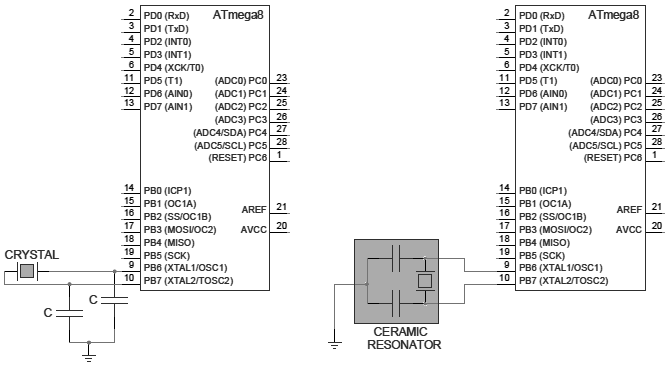 2 PD0 (RxD) ATmega8
3 PD1 (TxD)
4 PD2 (INT0)
5 PD3 (INT1)
6 PD4 (XCK/T0)
11 PD5 (T1) (ADC0) PC0 23
12 PD6 (AIN0) (ADC1) PC1 24
13 PD7 (AIN1) (ADC2) PC2 25
(ADC3) PC3 26
(ADC4/SDA) PC4 27
(ADC5/SCL) PC5 28
(RESET) PC6 1
14 PB0 (ICP1)
15 PB1 (OC1A) AREF 21
16 PB2 (SS/OC1B)
17 PB3 (MOSI/OC2) AVCC 20
18 PB4 (MISO)
19 PB5 (SCK)
9 PB6 (XTAL1/OSC1)
10 PB7 (XTAL2/TOSC2)
CRYSTAL
C
C
2 PD0 (RxD) ATmega8
3 PD1 (TxD)
4 PD2 (INT0)
5 PD3 (INT1)
6 PD4 (XCK/T0)
11 PD5 (T1) (ADC0) PC0 23
12 PD6 (AIN0) (ADC1) PC1 24
13 PD7 (AIN1) (ADC2) PC2 25
(ADC3) PC3 26
(ADC4/SDA) PC4 27
(ADC5/SCL) PC5 28
(RESET) PC6 1
14 PB0 (ICP1)
15 PB1 (OC1A) AREF 21
16 PB2 (SS/OC1B)
17 PB3 (MOSI/OC2) AVCC 20
18 PB4 (MISO)
19 PB5 (SCK)
9 PB6 (XTAL1/OSC1)
10 PB7 (XTAL2/TOSC2)
CERAMIC
RESONATOR